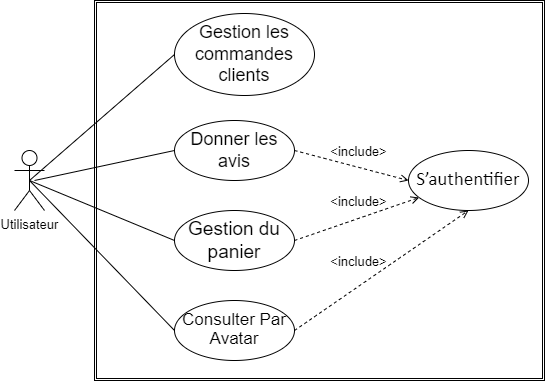 Gestion les
commandes
clients
Donner les
avis
<include>
S'authentifier
Utilisateur
<include>
Gestion du
panier
<include>
Consulter Par
Avatar